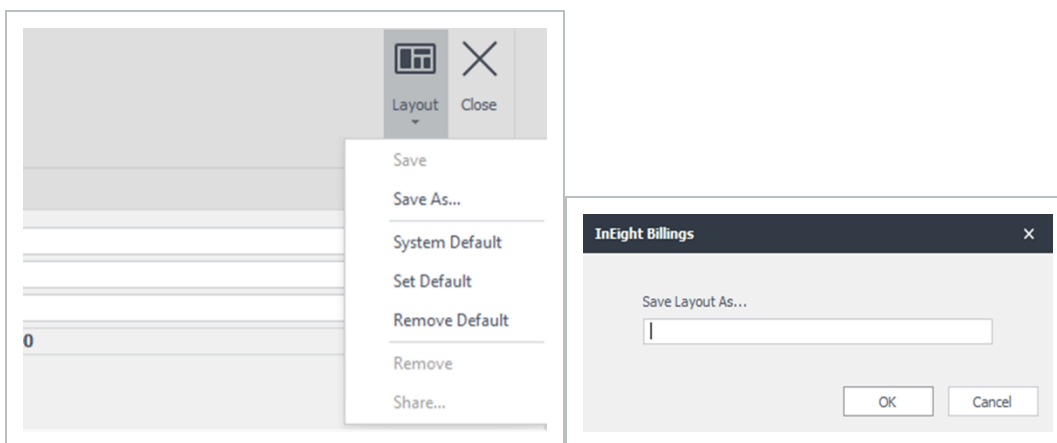 Layout
Close
Save
Save As...
System Default
Set Default
Remove Default
Remove
Share...
0
InEight Billings
Save Layout As...
OK
Cancel